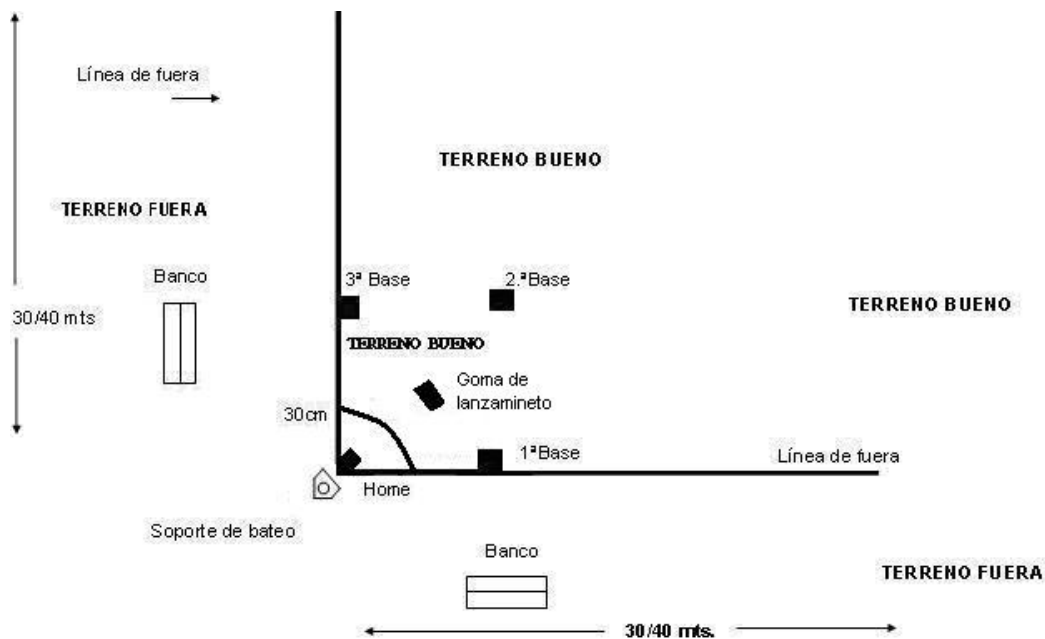 Línea de fuera
TERRENO BUENO
TERRENO FUERA
Banco
3ª Base
2.ªBase
TERRENO BUENO
30/40 mts
TERRENO BUENO
Goma de
lanzamineto
30cm
1ªBase
Línea de fuera
Home
Soporte de bateo
Banco
TERRENO FUERA
30/40 mts.